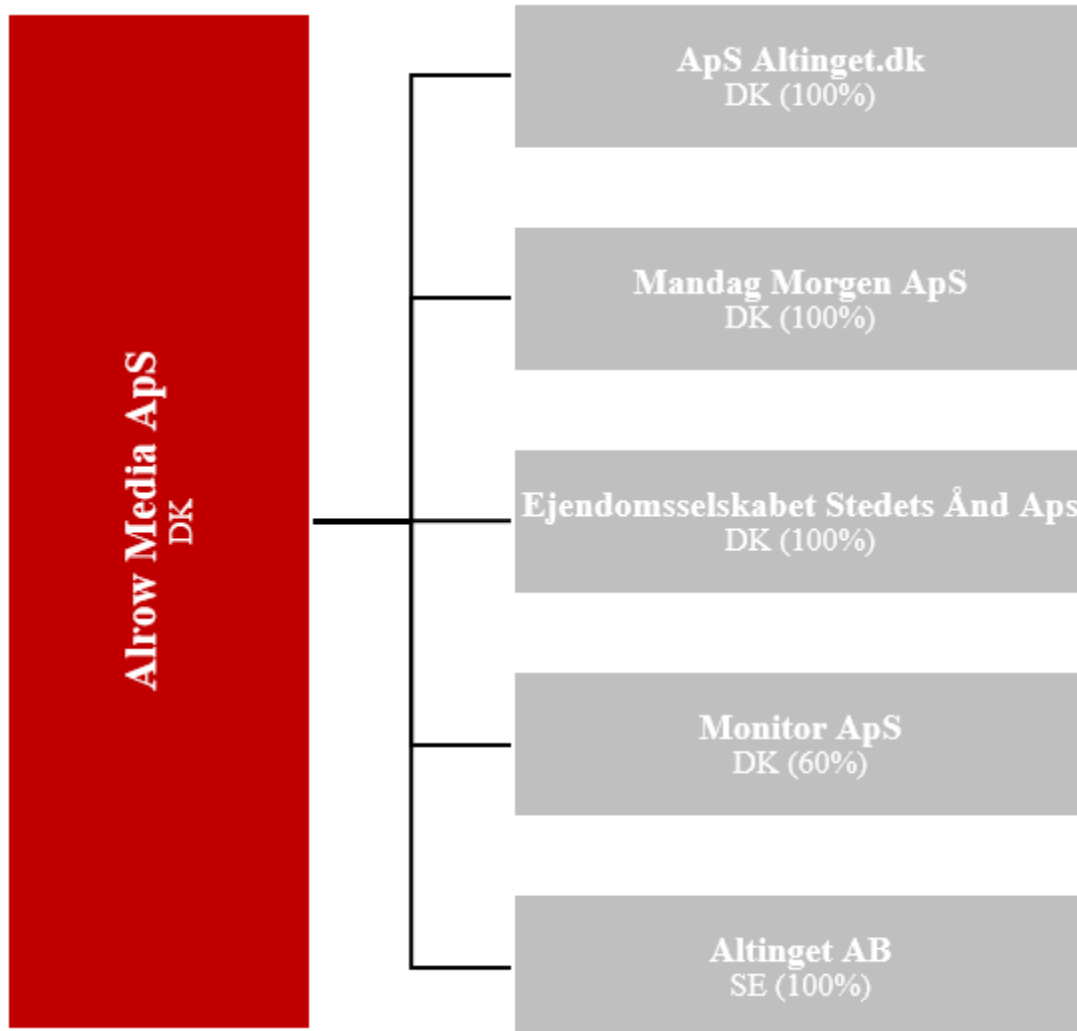 Alrow Media ApS
DK
ApS Altinget.dk
DK (100%)
Mandag Morgen ApS
DK (100%)
Ejendomsselskabet Stedets Ånd Aps
DK (100%)
Monitor ApS
DK (60%)
Altinget AB
SE (100%)